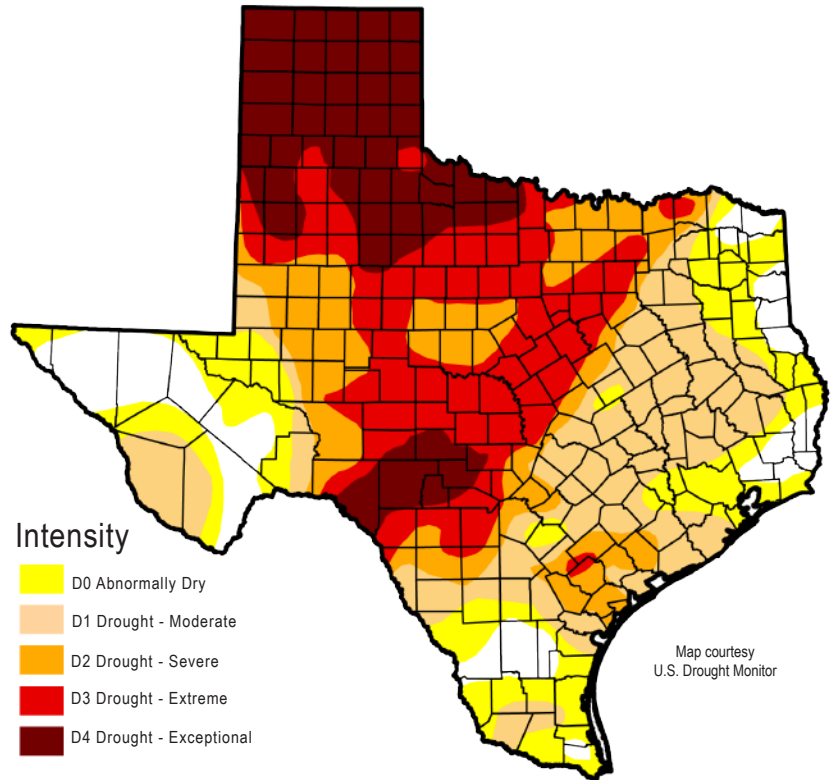 Intensity
D0 Abnormally Dry
D1 Drought - Moderate
D2 Drought - Severe
D3 Drought - Extreme
D4 Drought - Exceptional
Map courtesy
U.S. Drought Monitor